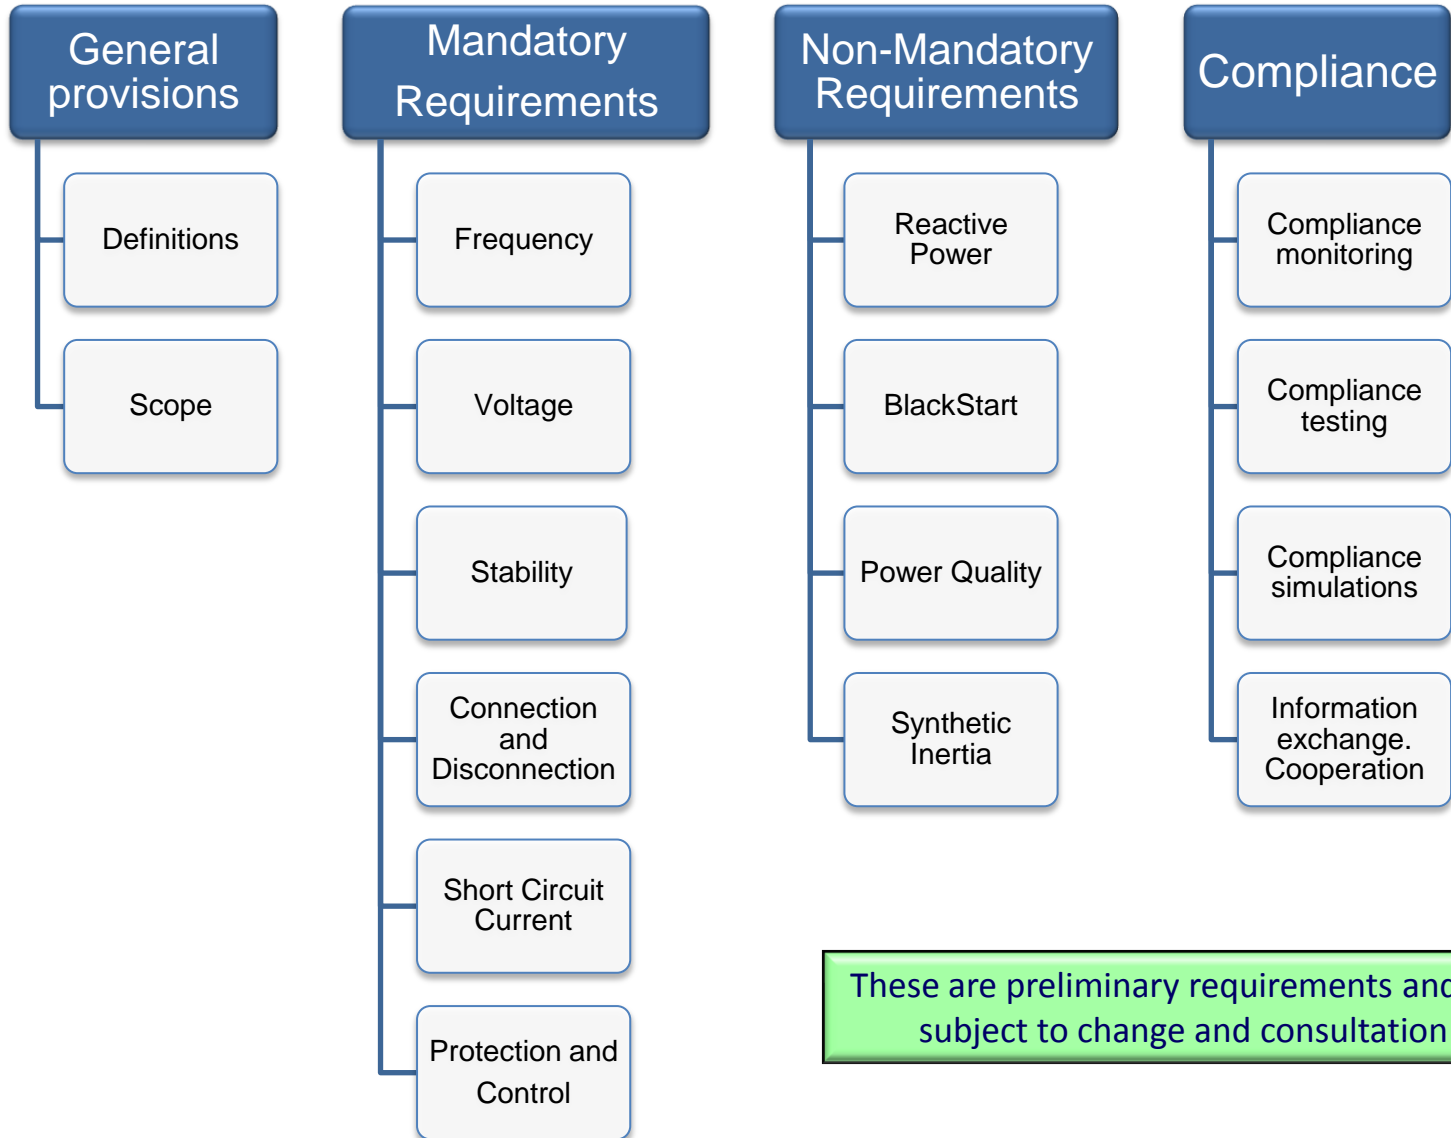 General
provisions
Definitions
Scope
Mandatory
Requirements
Frequency
Voltage
Stability
Connection
and
Disconnection
Short Circuit
Current
Protection and
Control
Non-Mandatory
Requirements
Reactive
Power
BlackStart
Power Quality
Synthetic
Inertia
Compliance
Compliance
monitoring
Compliance
testing
Compliance
simulations
Information
exchange.
Cooperation
These are preliminary requirements and
subject to change and consultation